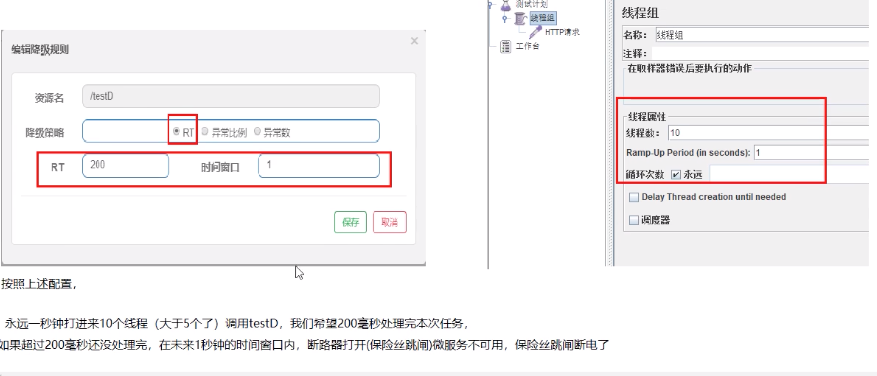 编辑降级规则
×
资源名 /testD
降级策略 RT 异常比例 异常数
RT 200 时间窗口 1
保存 取消
测试计划
线程组
HTTP请求
工作台
线程组
名称： 线程组
注释：
在取样器错误后要执行的动作
线程属性
线程数： 10
Ramp-Up Period (in seconds): 1
循环次数 永远
Delay Thread creation until needed
调度器
按照上述配置，
永远一秒钟打进来10个线程（大于5个了）调用testD，我们希望200毫秒处理完本次任务，
如果超过200毫秒还没处理完，在未来1秒钟的时间窗口内，断路器打开(保险丝跳闸)微服务不可用，保险丝跳闸断电了